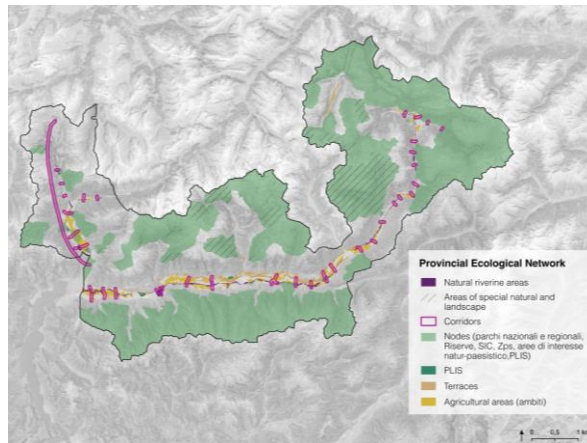 Provincial Ecological Network
Natural riverine areas
Areas of special natural and
landscape
Corridors
Nodes (parchi nazionali e regionali,
Riserve, SIC, Zps, aree di interesse
natur-paesistico,PLIS)
PLIS
Terraces
Agricultural areas (ambiti)
0 0,5 1 km